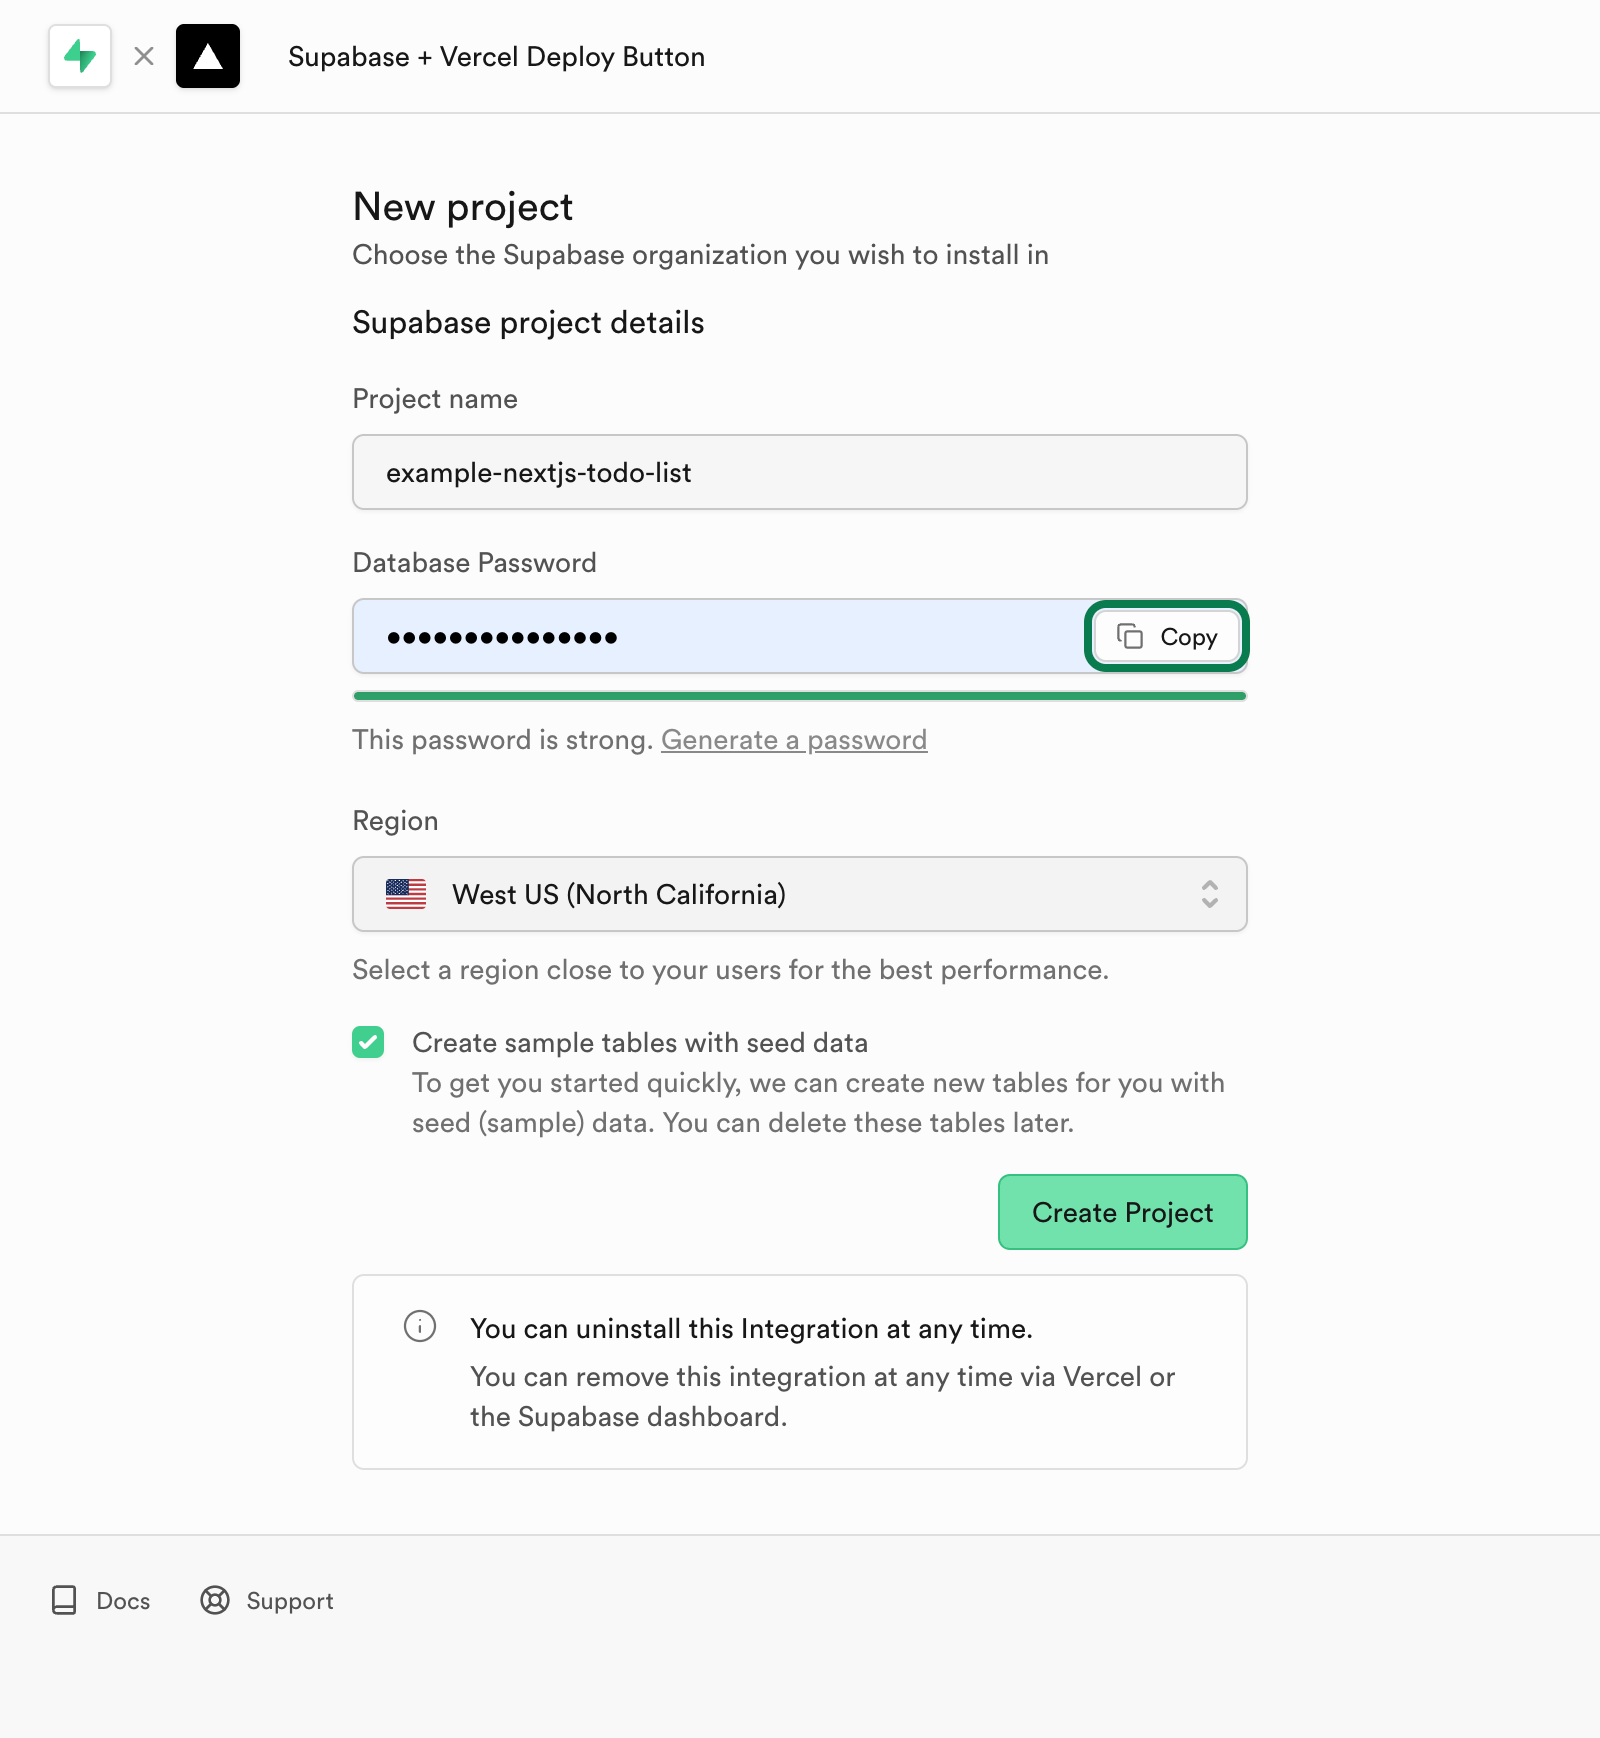 Supabase + Vercel Deploy Button
New project
Choose the Supabase organization you wish to install in
Supabase project details
Project name
example-nextjs-todo-list
Database Password
•••••••••••••••
Copy
This password is strong. Generate a password
Region
West US (North California)
Select a region close to your users for the best performance.
Create sample tables with seed data
To get you started quickly, we can create new tables for you with
seed (sample) data. You can delete these tables later.
Create Project
You can uninstall this Integration at any time.
You can remove this integration at any time via Vercel or
the Supabase dashboard.
Docs
Support